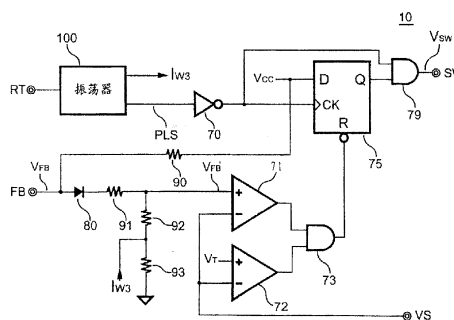 10
100
振荡器
RT
IW3
PLS
70
VCC
D
Q
CK
R
75
VSW
SW
79
90
VFB
FB
80
91
92
93
IW3
VFB'
71
+
−
VT
+
−
72
73
VS